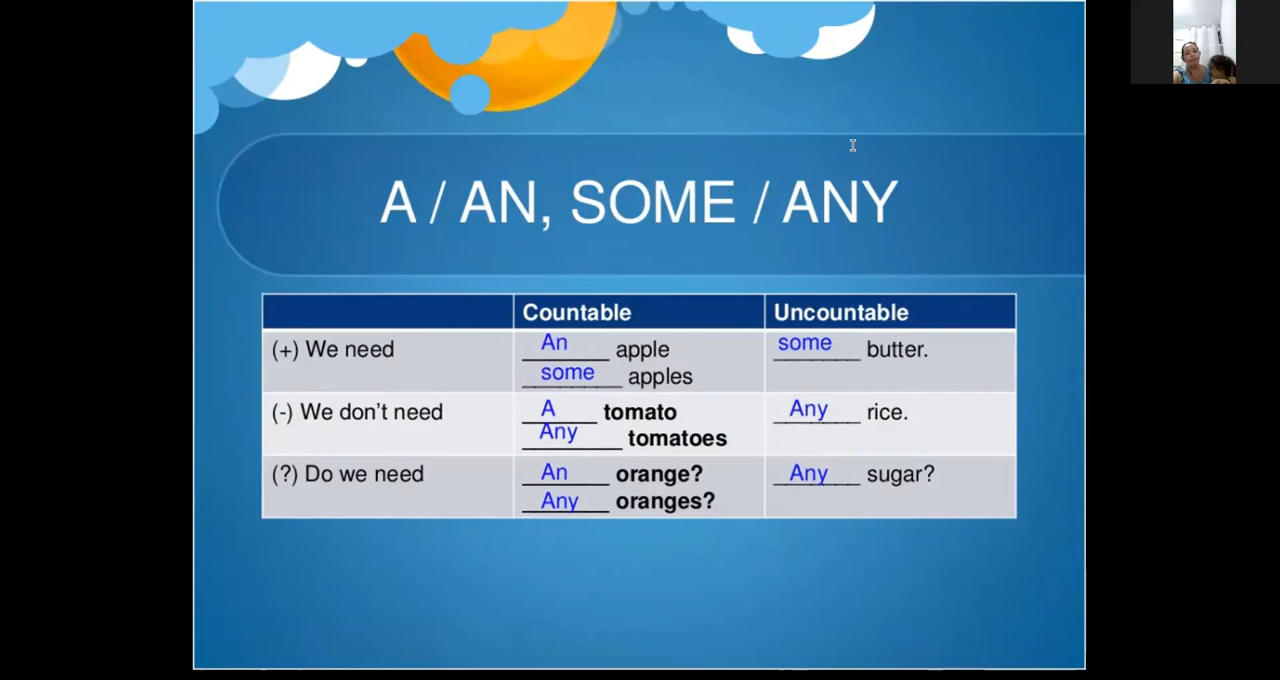 A / AN, SOME / ANY
Countable Uncountable
(+) We need An apple some butter.
some apples
(-) We don't need A tomato Any rice.
Any tomatoes
(?) Do we need An orange? Any sugar?
Any oranges?